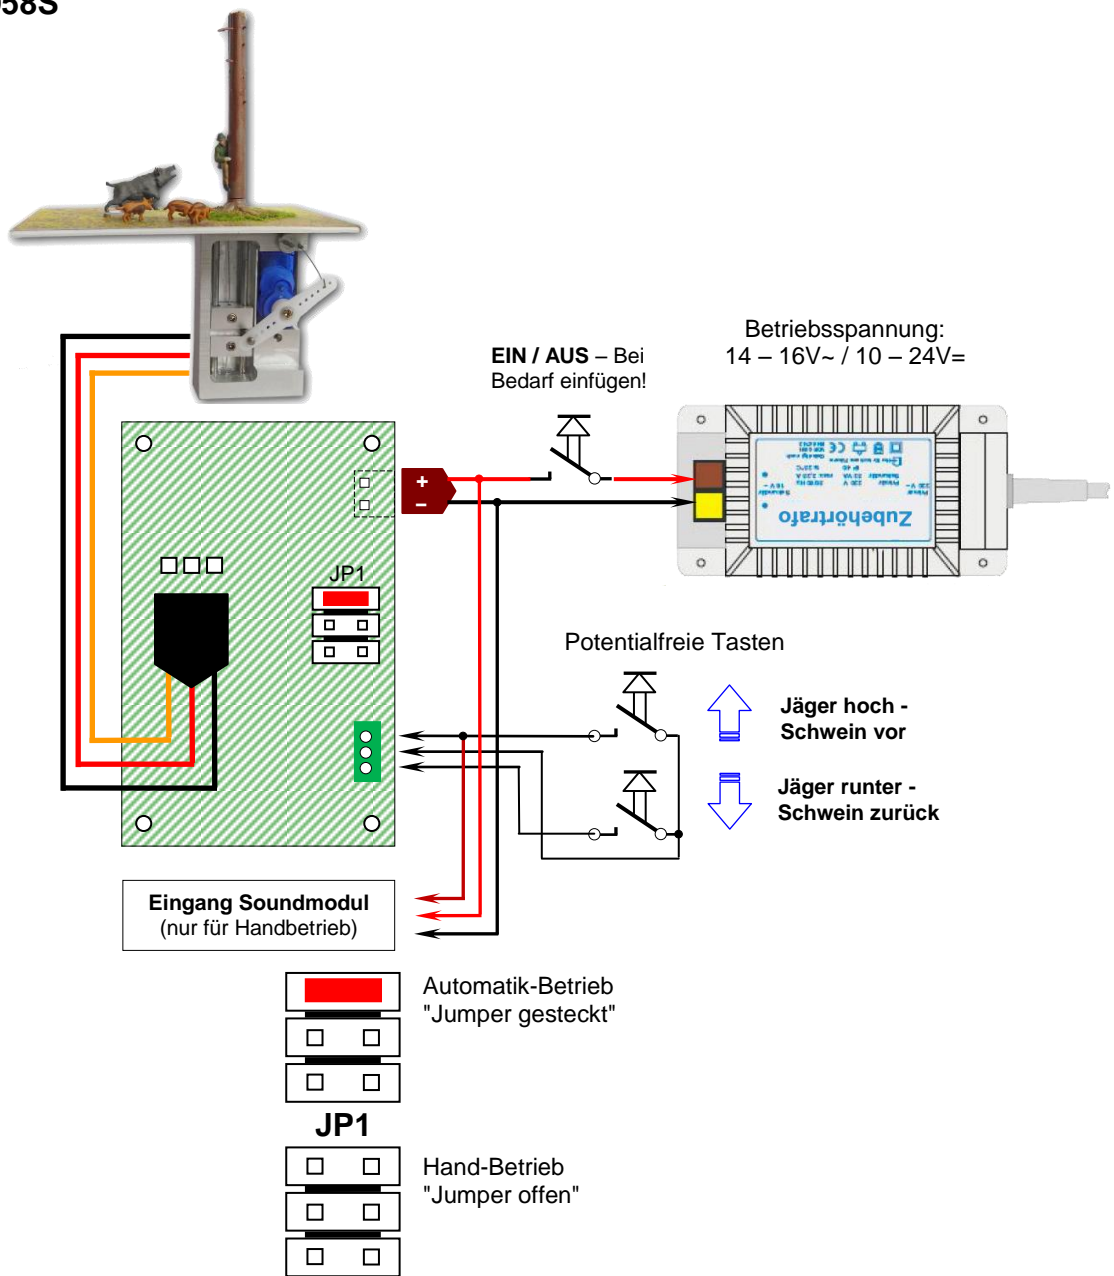 Betriebsspannung:
14 – 16V~ / 10 – 24V=
EIN / AUS – Bei
Bedarf einfügen!
+
−
Zubehörtrafo
JP1
Potentialfreie Tasten
Jäger hoch -
Schwein vor
Jäger runter -
Schwein zurück
Eingang Soundmodul
(nur für Handbetrieb)
Automatik-Betrieb
"Jumper gesteckt"
JP1
Hand-Betrieb
"Jumper offen"